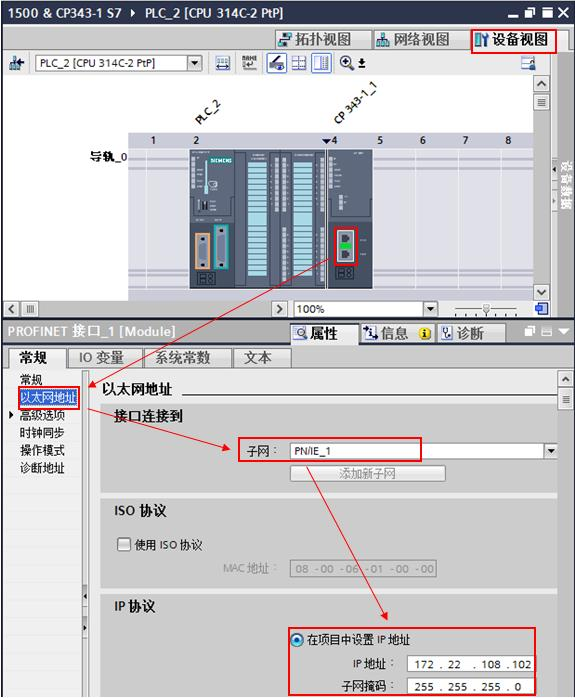 1500 & CP343-1 S7 ▸ PLC_2 [CPU 314C-2 PtP]
拓扑视图 网络视图 设备视图
PLC_2 [CPU 314C-2 PtP]
PLC_2 CP 343-1_1
导轨_0 1 2 4 5 6 7 8
SIEMENS
设备数据
100%
PROFINET 接口_1 [Module] 属性 信息 诊断
常规 IO 变量 系统常数 文本
常规
以太网地址
高级选项
时钟同步
操作模式
诊断地址
以太网地址
接口连接到
子网： PN/IE_1
添加新子网
ISO 协议
使用 ISO 协议
MAC 地址： 08 -00 -06 -01 -00 -00
IP 协议
在项目中设置 IP 地址
IP 地址： 172 . 22 . 108 . 102
子网掩码： 255 . 255 . 255 . 0